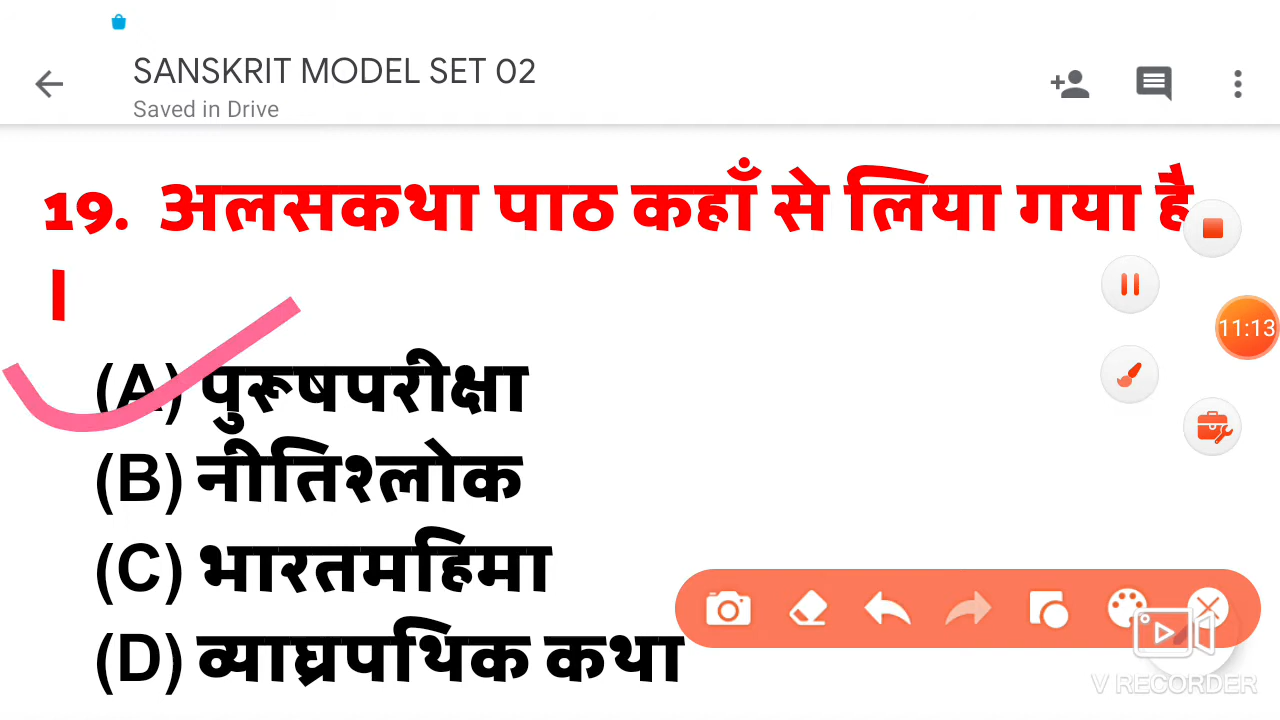 SANSKRIT MODEL SET 02
Saved in Drive
19. अलसकथा पाठ कहाँ से लिया गया है
।
11:13
(A) पुरूषपरीक्षा
(B) नीतिश्लोक
(C) भारतमहिमा
(D) व्याघ्रपथिक कथा
V RECORDER